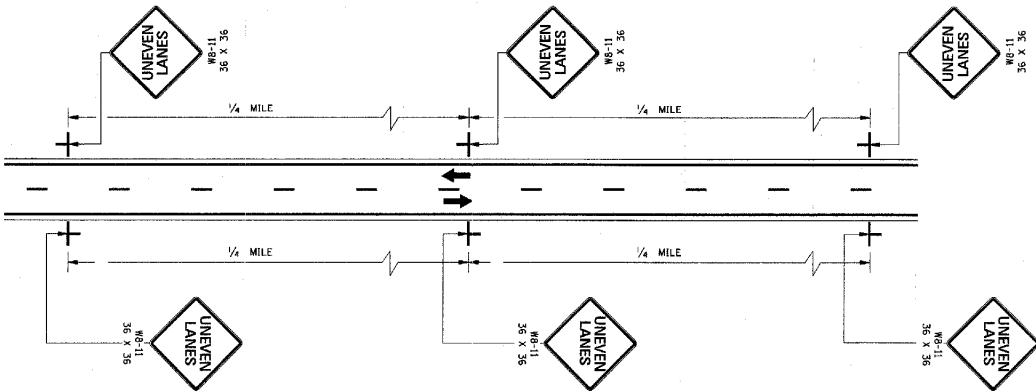 UNEVEN
LANES
W8-11
36 X 36
UNEVEN
LANES
W8-11
36 X 36
UNEVEN
LANES
W8-11
36 X 36
1/4 MILE
1/4 MILE
1/4 MILE
1/4 MILE
UNEVEN
LANES
W8-11
36 X 36
UNEVEN
LANES
W8-11
36 X 36
UNEVEN
LANES
W8-11
36 X 36